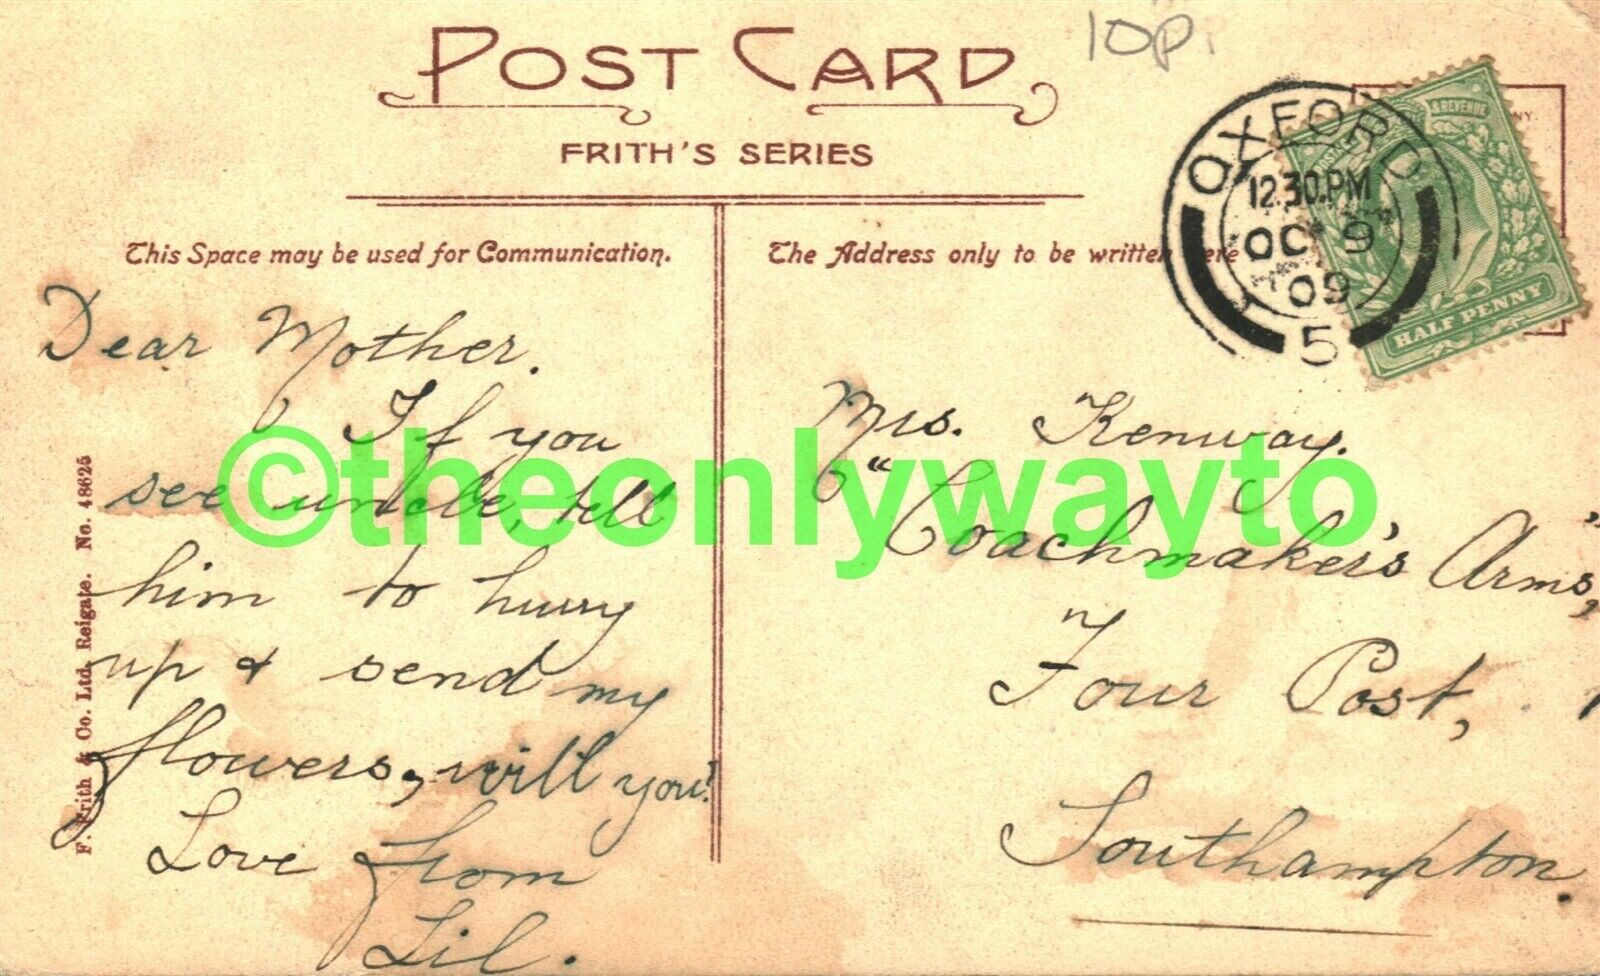 POST CARD
10p.
FRITH'S SERIES
This Space may be used for Communication.
The Address only to be written here
OXFORD
12.30.PM
OC 9
09
5
& REVENUE
HALF PENNY
NY.
Dear Mother.
If you
see uncle, tell
him to hurry
up & send my
flowers, will you!
Love from
Lil.
Mrs. Kenway.
"Coachmaker's Arms",
Four Post,
Southampton.
F. Frith & Co. Ltd. Reigate. No. 48625
©theonlywayto